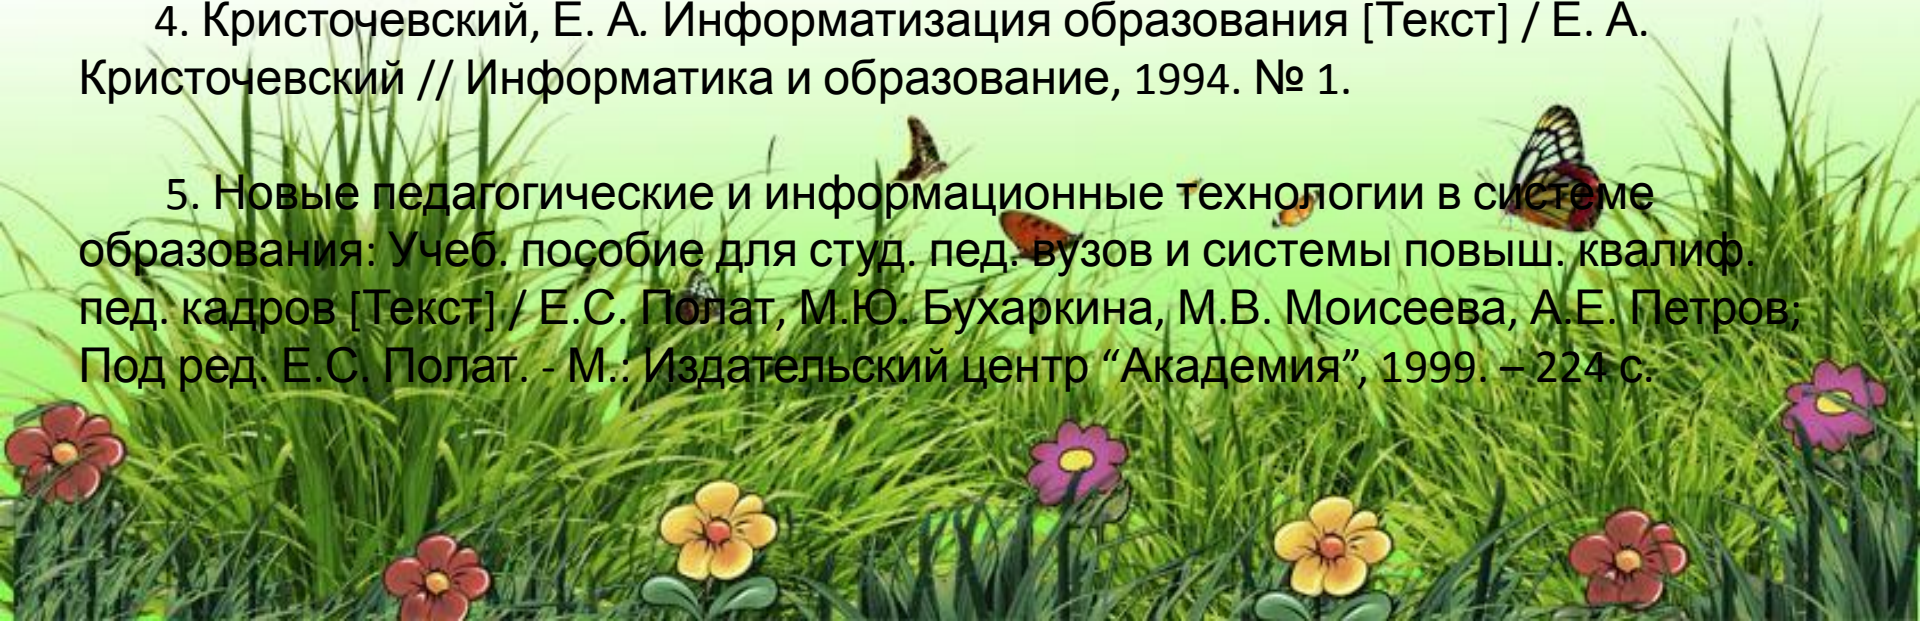 4. Кристочевский, Е. А. Информатизация образования [Текст] / Е. А.
Кристочевский // Информатика и образование, 1994. № 1.
5. Новые педагогические и информационные технологии в системе
образования: Учеб. пособие для студ. пед. вузов и системы повыш. квалиф.
пед. кадров [Текст] / Е.С. Полат, М.Ю. Бухаркина, М.В. Моисеева, А.Е. Петров;
Под ред. Е.С. Полат. - М.: Издательский центр “Академия”, 1999. – 224 с.